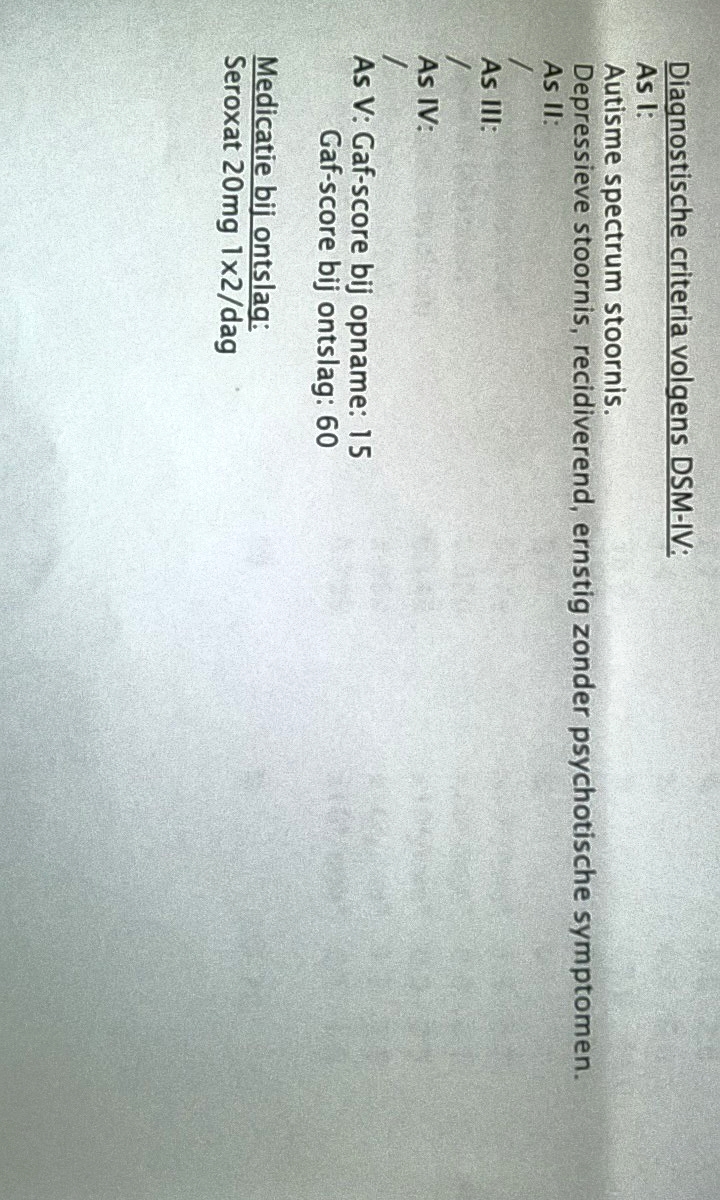 Diagnostische criteria volgens DSM-IV:
As I:
Autisme spectrum stoornis.
Depressieve stoornis, recidiverend, ernstig zonder psychotische symptomen.
As II:
/
As III:
/
As IV:
/
As V: Gaf-score bij opname: 15
Gaf-score bij ontslag: 60
Medicatie bij ontslag:
Seroxat 20mg 1x2/dag